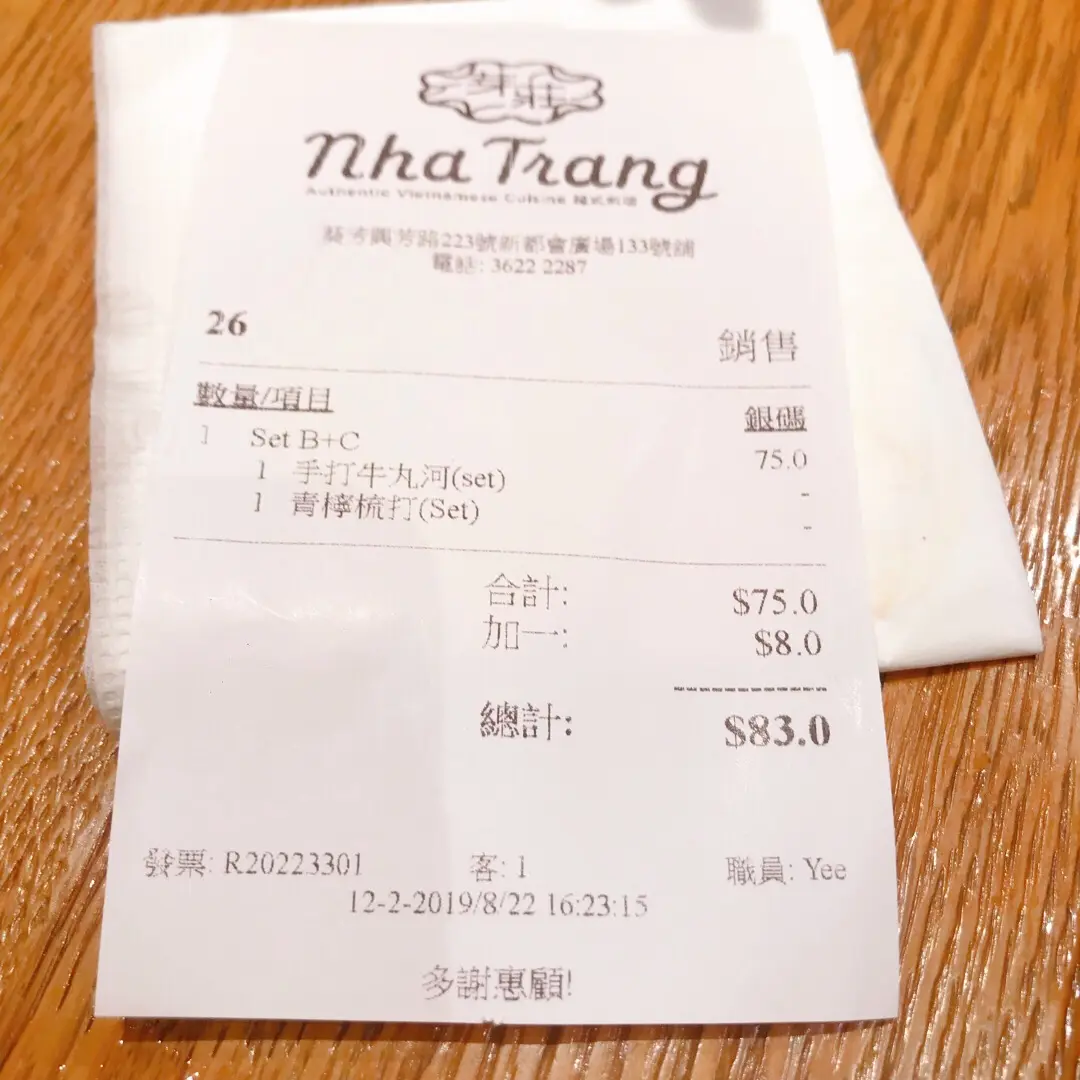 芽莊
Nha Trang
Authentic Vietnamese Cuisine 越式料理
葵芳興芳路223號新都會廣場133號舖
電話: 3622 2287
26
銷售
數量/項目 銀碼
1 Set B+C 75.0
1 手打牛丸河(set) -
1 青檸梳打(Set) -
合計: $75.0
加一: $8.0
總計: $83.0
發票: R20223301 客: 1 職員: Yee
12-2-2019/8/22 16:23:15
多謝惠顧!